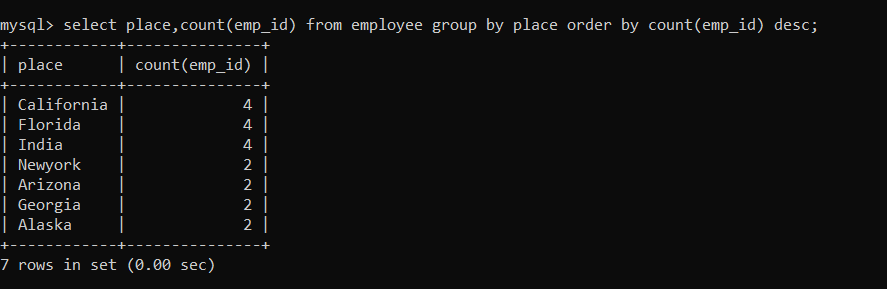 mysql> select place,count(emp_id) from employee group by place order by count(emp_id) desc;
+------------+---------------+
| place      | count(emp_id) |
+------------+---------------+
| California |             4 |
| Florida    |             4 |
| India      |             4 |
| Newyork    |             2 |
| Arizona    |             2 |
| Georgia    |             2 |
| Alaska     |             2 |
+------------+---------------+
7 rows in set (0.00 sec)